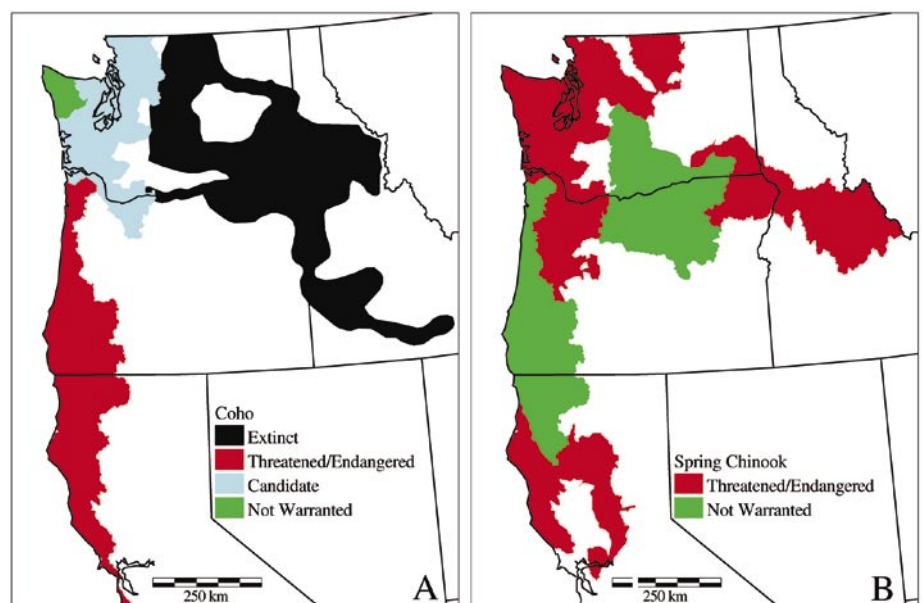 Coho
Extinct
Threatened/Endangered
Candidate
Not Warranted
250 km
A
Spring Chinook
Threatened/Endangered
Not Warranted
250 km
B